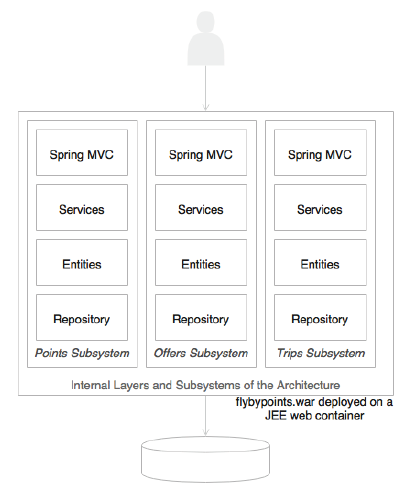 Spring MVC
Spring MVC
Spring MVC
Services
Services
Services
Entities
Entities
Entities
Repository
Repository
Repository
Points Subsystem
Offers Subsystem
Trips Subsystem
Internal Layers and Subsystems of the Architecture
flybypoints.war deployed on a
JEE web container